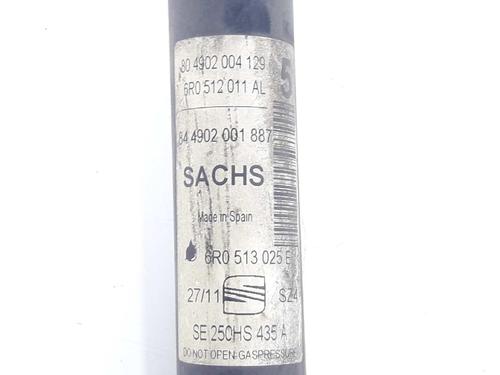 80 4902 004 129
6R0 512 011 AL
5
84 4902 001 887
SACHS
Made in Spain
6R0 513 025 E
27/11 SZ4
SE 250HS 435 A
DO NOT OPEN-GASPRESSURE